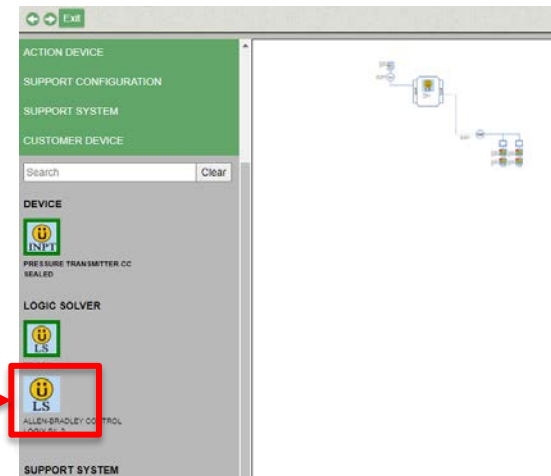 Exit
ACTION DEVICE
SUPPORT CONFIGURATION
SUPPORT SYSTEM
CUSTOMER DEVICE
Search
Clear
DEVICE
INPT
PRESSURE TRANSMITTER CC
SEALED
LOGIC SOLVER
LS
LS
ALLEN-BRADLEY CONTROL
SUPPORT SYSTEM